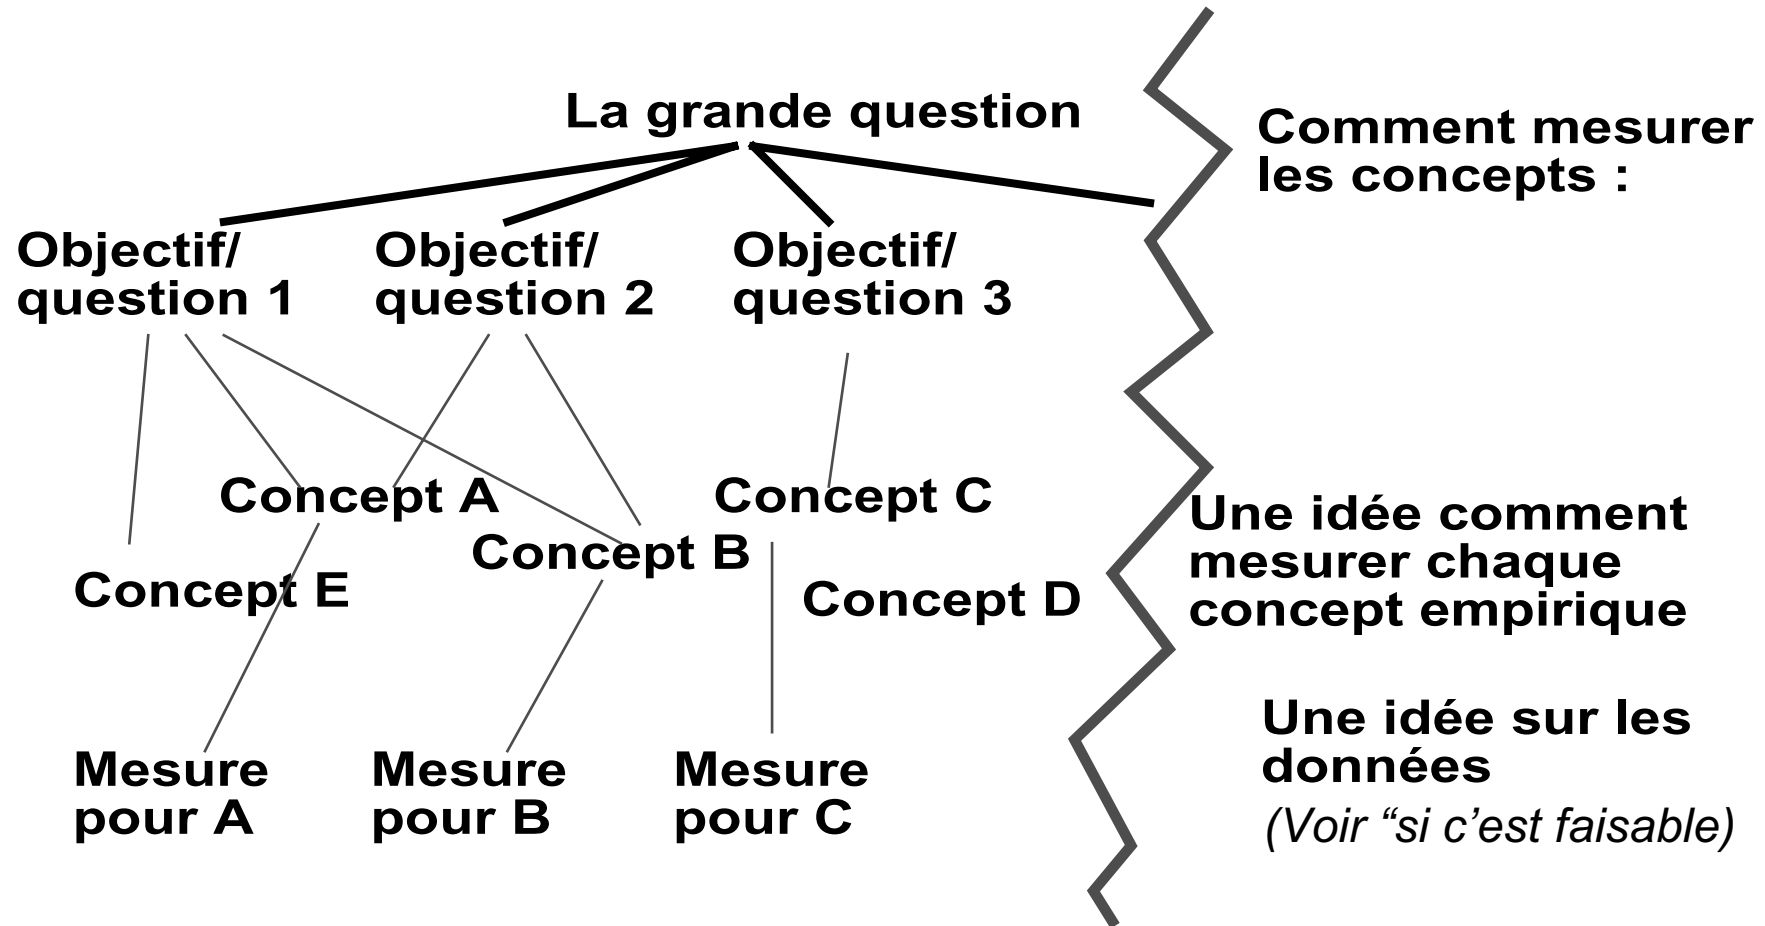 La grande question
Comment mesurer
les concepts :
Objectif/
question 1
Objectif/
question 2
Objectif/
question 3
Concept A
Concept C
Concept B
Concept E
Concept D
Une idée comment
mesurer chaque
concept empirique
Mesure
pour A
Mesure
pour B
Mesure
pour C
Une idée sur les
données
(Voir “si c’est faisable)